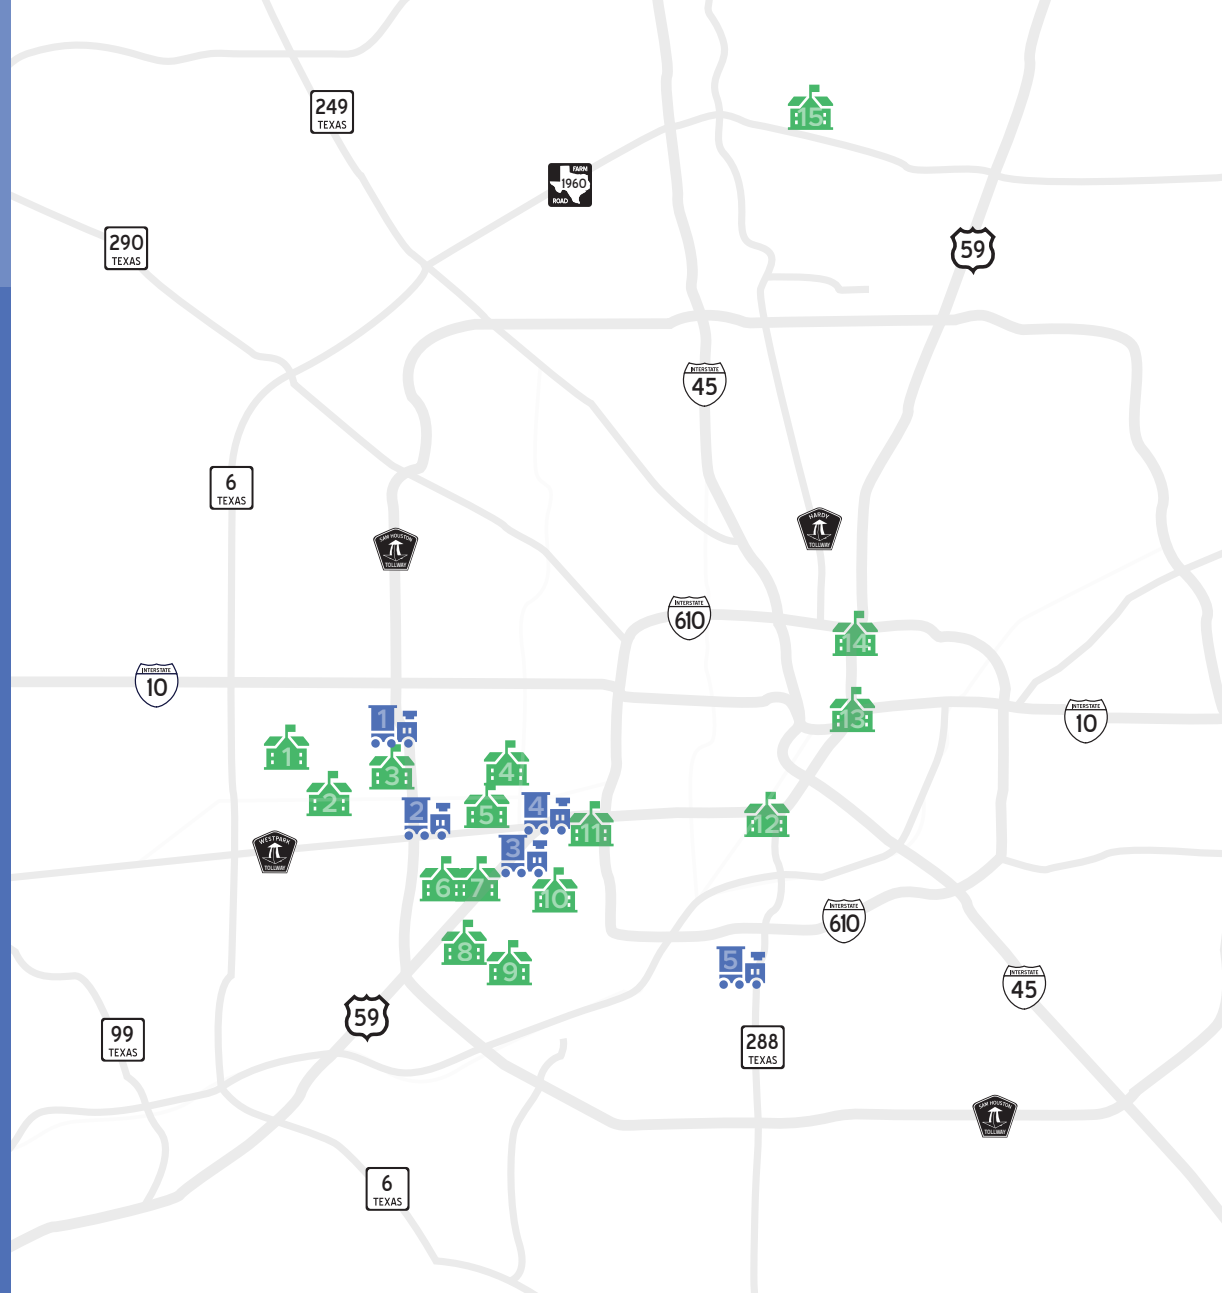 15
249
TEXAS
FARM
1960
ROAD
290
TEXAS
59
INTERSTATE
45
6
TEXAS
HARDY
TOLLWAY
SAM HOUSTON
TOLLWAY
INTERSTATE
610
14
INTERSTATE
10
13
INTERSTATE
10
1
1
3
4
2
2
5
4
11
12
WESTPARK
TOLLWAY
3
6
7
10
8
9
INTERSTATE
610
5
INTERSTATE
45
59
99
TEXAS
288
TEXAS
SAM HOUSTON
TOLLWAY
6
TEXAS